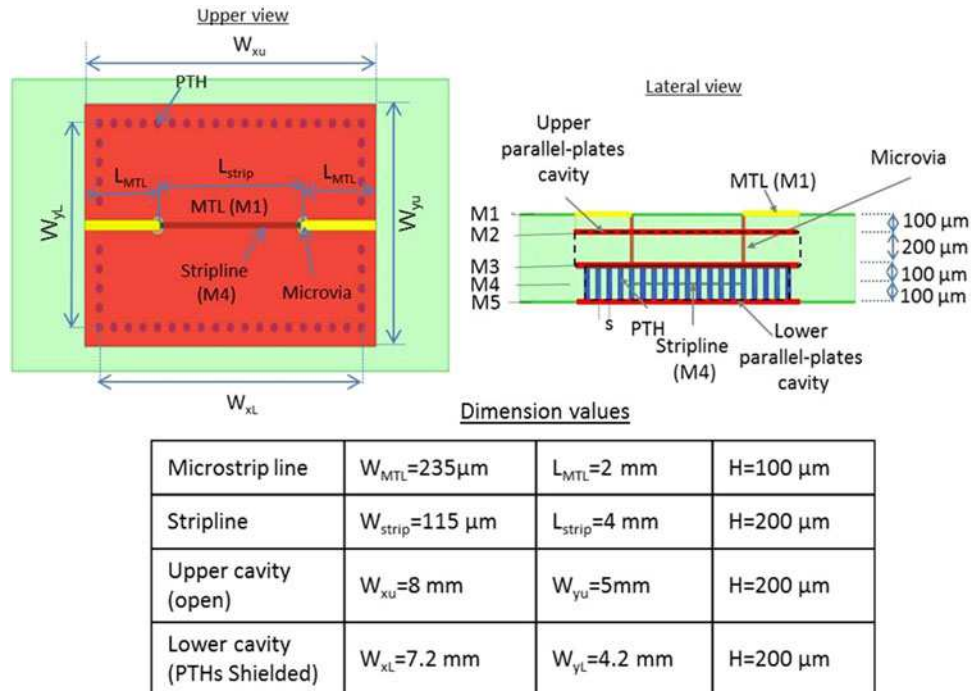 Upper view
W_xu
PTH
L_MTL
L_strip
L_MTL
MTL (M1)
W_yL
W_yu
Stripline
(M4)
Microvia
W_xL
Lateral view
Upper
parallel-plates
cavity
Microvia
MTL (M1)
M1
M2
M3
M4
M5
100 µm
200 µm
100 µm
100 µm
s
PTH
Stripline
(M4)
Lower
parallel-plates
cavity
Dimension values
Microstrip line W_MTL=235µm L_MTL=2 mm H=100 µm
Stripline W_strip=115 µm L_strip=4 mm H=200 µm
Upper cavity
(open) W_xu=8 mm W_yu=5mm H=200 µm
Lower cavity
(PTHs Shielded) W_xL=7.2 mm W_yL=4.2 mm H=200 µm